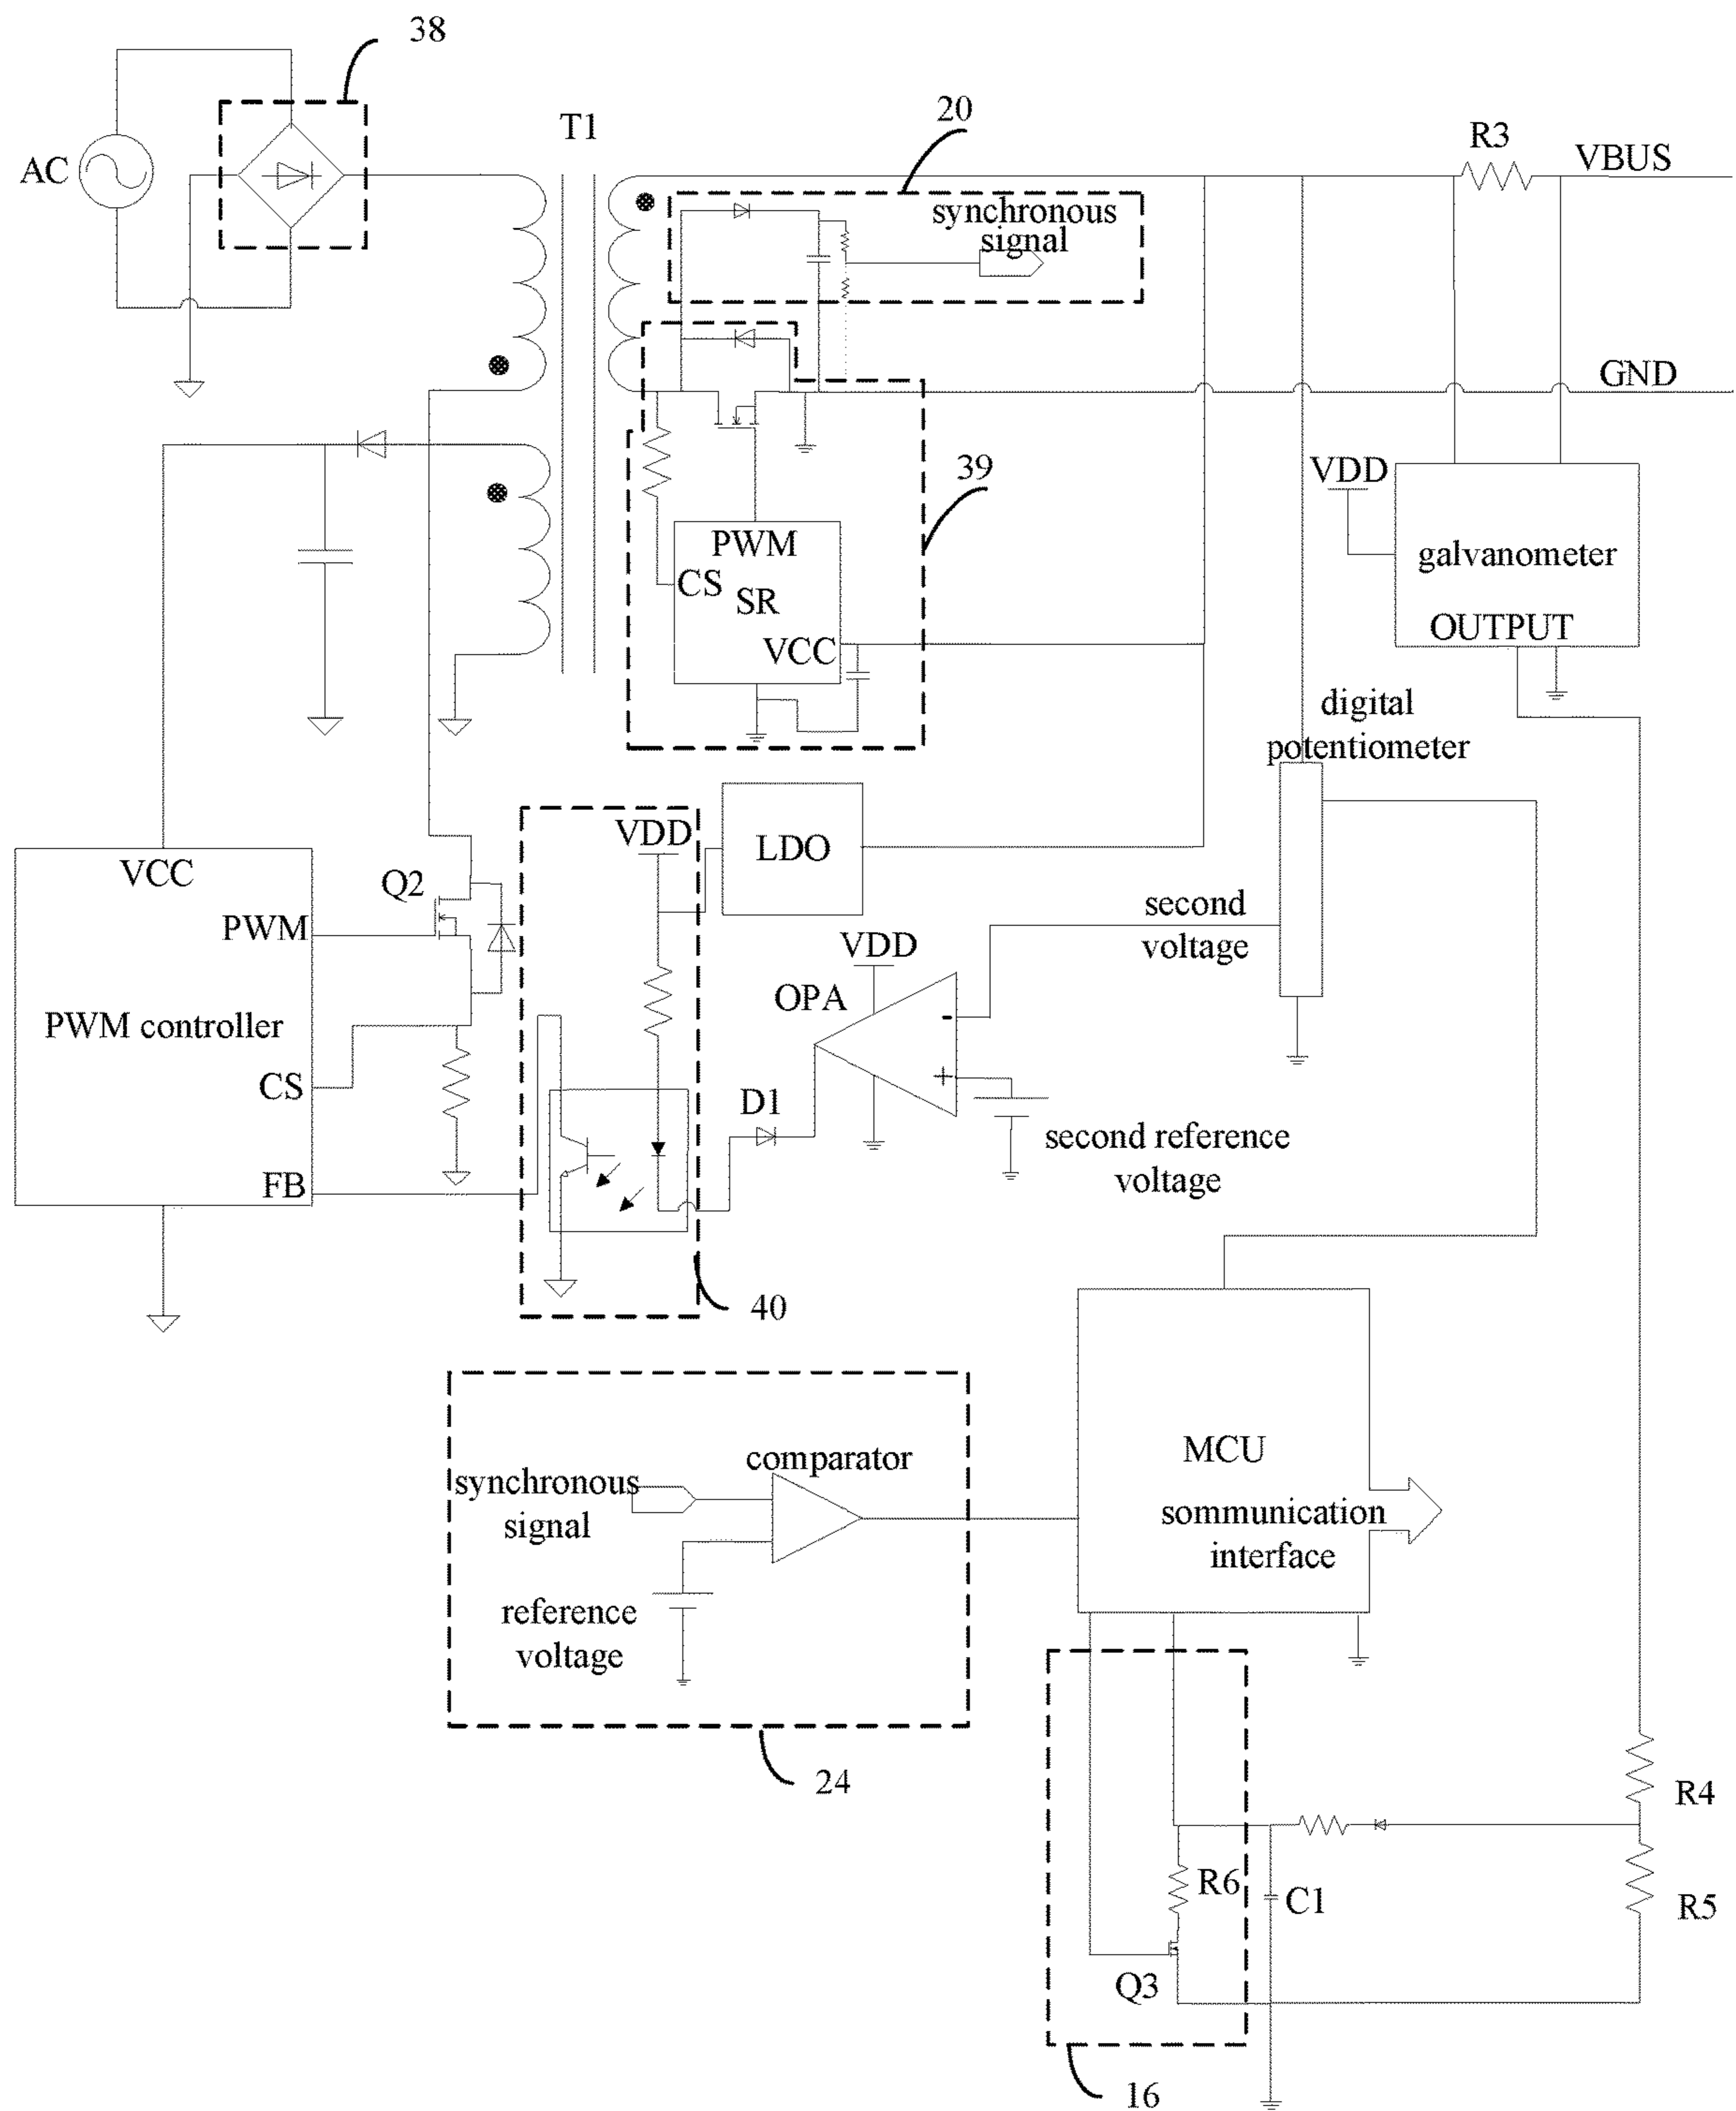 38
AC
T1
20
R3
VBUS
synchronous
signal
GND
39
VDD
PWM
CS
SR
VCC
galvanometer
OUTPUT
digital
potentiometer
VDD
LDO
VCC
Q2
PWM
PWM controller
CS
FB
second
voltage
VDD
OPA
-
+
D1
second reference
voltage
40
comparator
synchronous
signal
reference
voltage
24
MCU
sommunication
interface
R4
R6
C1
R5
Q3
16